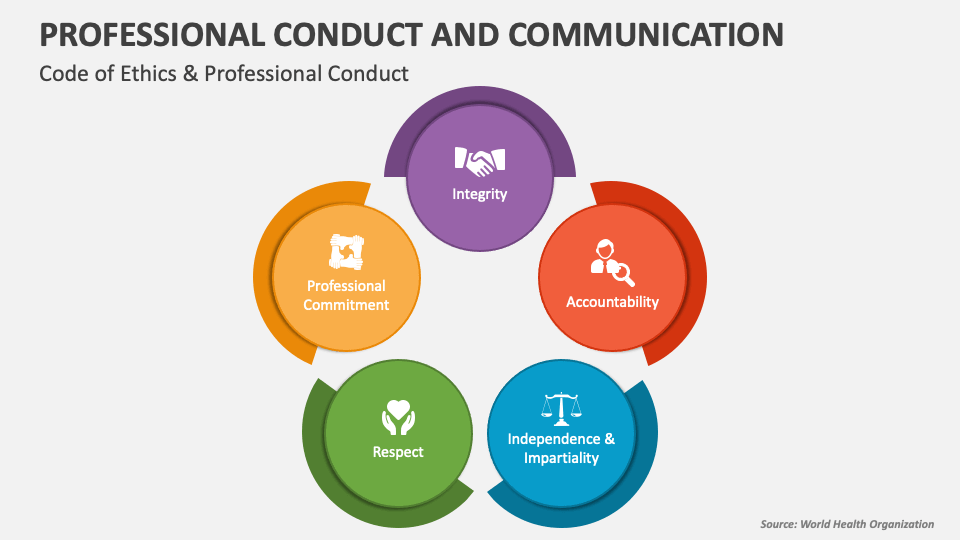 PROFESSIONAL CONDUCT AND COMMUNICATION
Code of Ethics & Professional Conduct
Integrity
Professional
Commitment
Accountability
Respect
Independence &
Impartiality
Source: World Health Organization